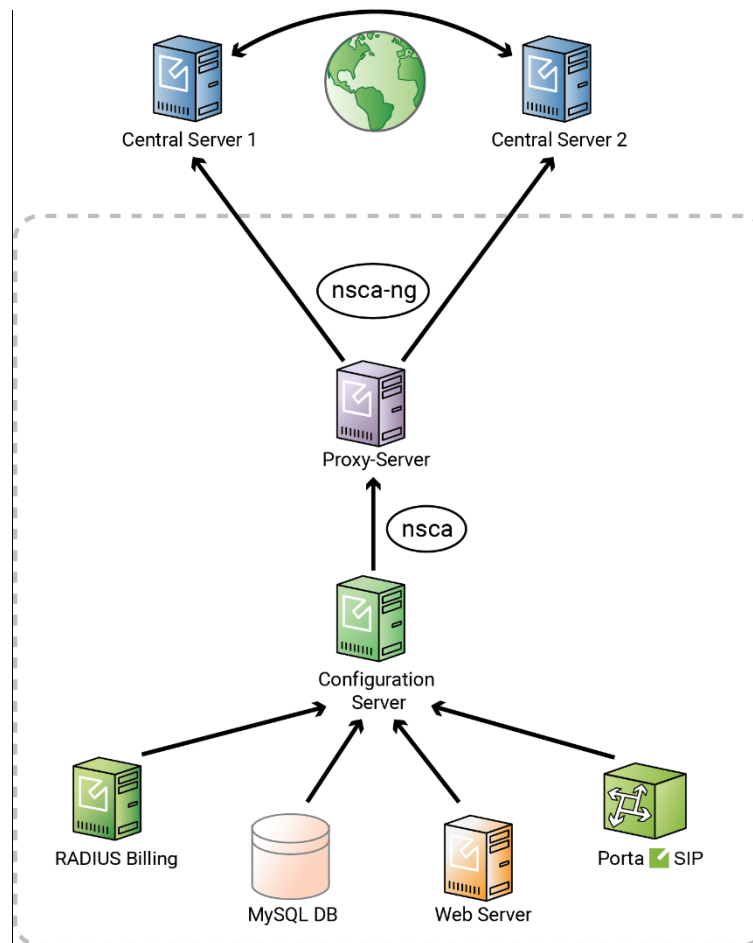 Central Server 1
Central Server 2
nsca-ng
Proxy-Server
nsca
Configuration
Server
RADIUS Billing
Porta SIP
MySQL DB
Web Server